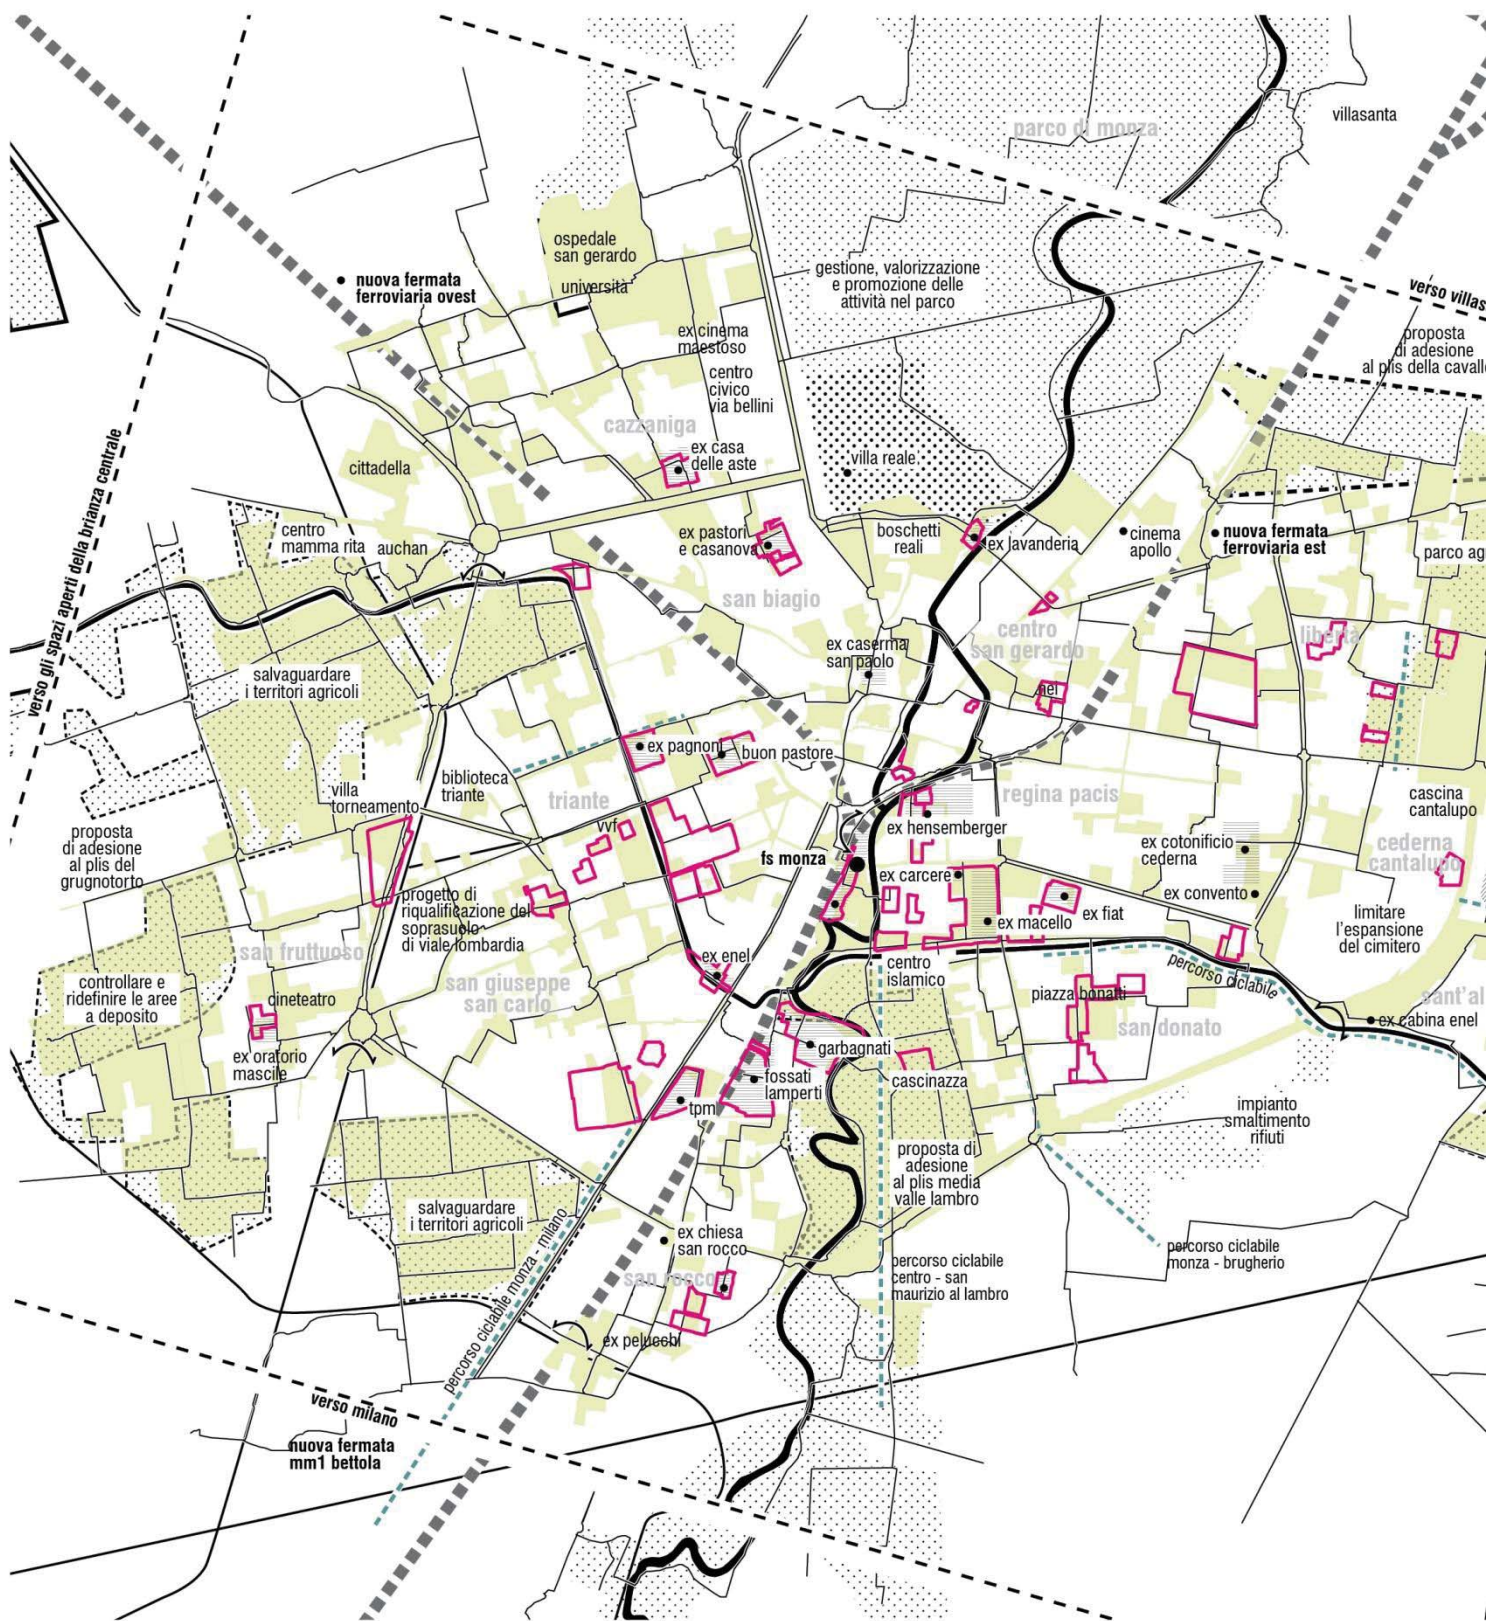 villasanta
parco di monza
ospedale
san gerardo
università
nuova fermata
ferroviaria ovest
gestione, valorizzazione
e promozione delle
attività nel parco
verso villas
proposta
di adesione
al plis della cavalle
ex cinema
maestoso
centro
civico
via bellini
cazzaniga
ex casa
delle aste
villa reale
cittadella
verso gli spazi aperti della brianza centrale
centro
mamma rita
auchan
ex pastori
e casanova
boschetti
reali
ex lavanderia
cinema
apollo
nuova fermata
ferroviaria est
parco agr
san biagio
centro
san gerardo
libertà
ex caserma
san paolo
nei
salvaguardare
i territori agricoli
ex pagnoni
buon pastore
biblioteca
triante
villa
torneamento
triante
vvf
regina pacis
cascina
cantalupo
proposta
di adesione
al plis del
grugnotorto
ex hensemberger
ex cotonificio
cederna
cederna
cantalupo
fs monza
ex carcere
ex convento
progetto di
riqualificazione del
soprasuolo
di viale lombardia
ex macello
ex fiat
limitare
l'espansione
del cimitero
san fruttuoso
ex enel
centro
islamico
percorso ciclabile
controllare e
ridefinire le aree
a deposito
cineteatro
san giuseppe
san carlo
piazza bonatti
san donato
sant'al
ex cabina enel
ex oratorio
mascile
garbagnati
fossati
lamperti
cascinazza
tpm
impianto
smaltimento
rifiuti
proposta di
adesione
al plis media
valle lambro
salvaguardare
i territori agricoli
ex chiesa
san rocco
percorso ciclabile
monza - brugherio
percorso ciclabile
centro - san
maurizio al lambro
san rocco
percorso ciclabile monza - milano
ex pelucchi
verso milano
nuova fermata
mm1 bettola